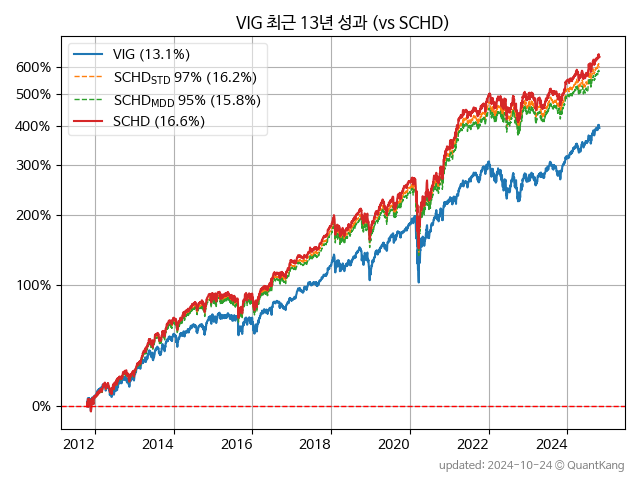 VIG 최근 13년 성과 (vs SCHD)
VIG (13.1%)
SCHD_STD 97% (16.2%)
SCHD_MDD 95% (15.8%)
SCHD (16.6%)
600%
500%
400%
300%
200%
100%
0%
2012 2014 2016 2018 2020 2022 2024
updated: 2024-10-24 © QuantKang